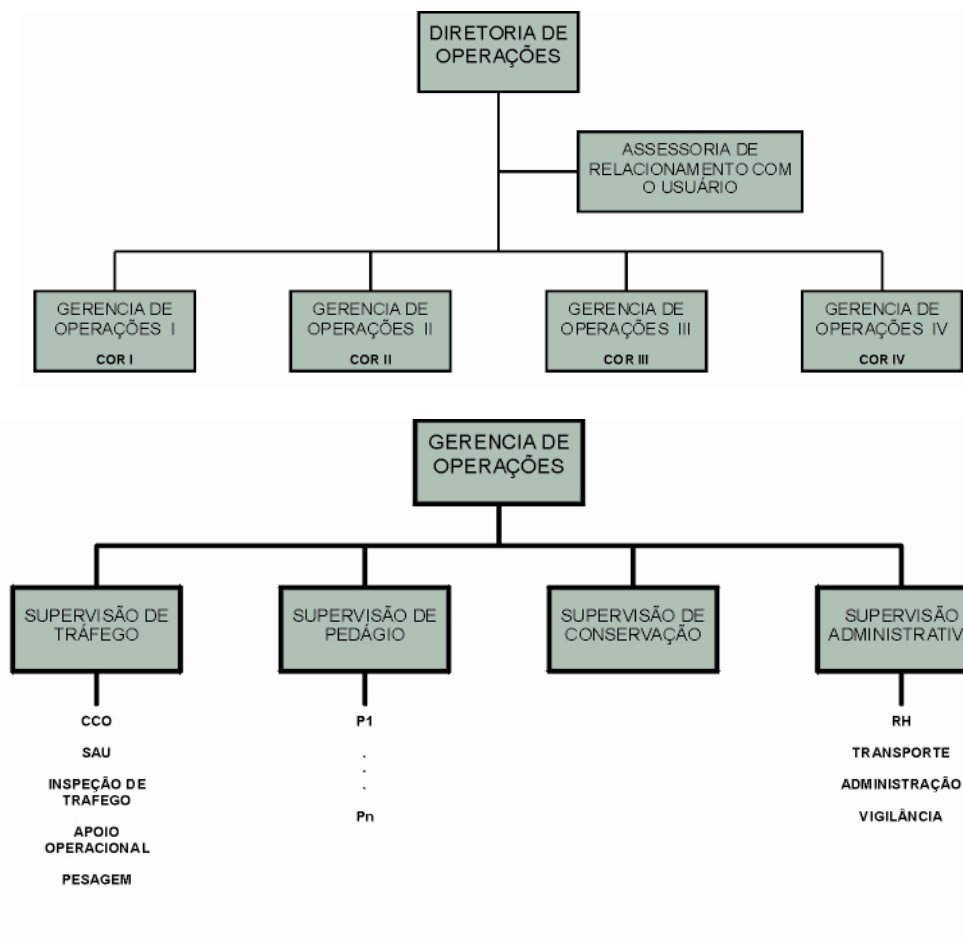 DIRETORIA DE
OPERAÇÕES
ASSESSORIA DE
RELACIONAMENTO COM
O USUÁRIO
GERENCIA DE
OPERAÇÕES I
COR I
GERENCIA DE
OPERAÇÕES II
COR II
GERENCIA DE
OPERAÇÕES III
COR III
GERENCIA DE
OPERAÇÕES IV
COR IV
GERENCIA DE
OPERAÇÕES
SUPERVISÃO DE
TRÁFEGO
SUPERVISÃO DE
PEDÁGIO
SUPERVISÃO DE
CONSERVAÇÃO
SUPERVISÃO
ADMINISTRATIVA
CCO
SAU
INSPEÇÃO DE
TRAFEGO
APOIO
OPERACIONAL
PESAGEM
P1
.
.
.
Pn
RH
TRANSPORTE
ADMINISTRAÇÃO
VIGILÂNCIA